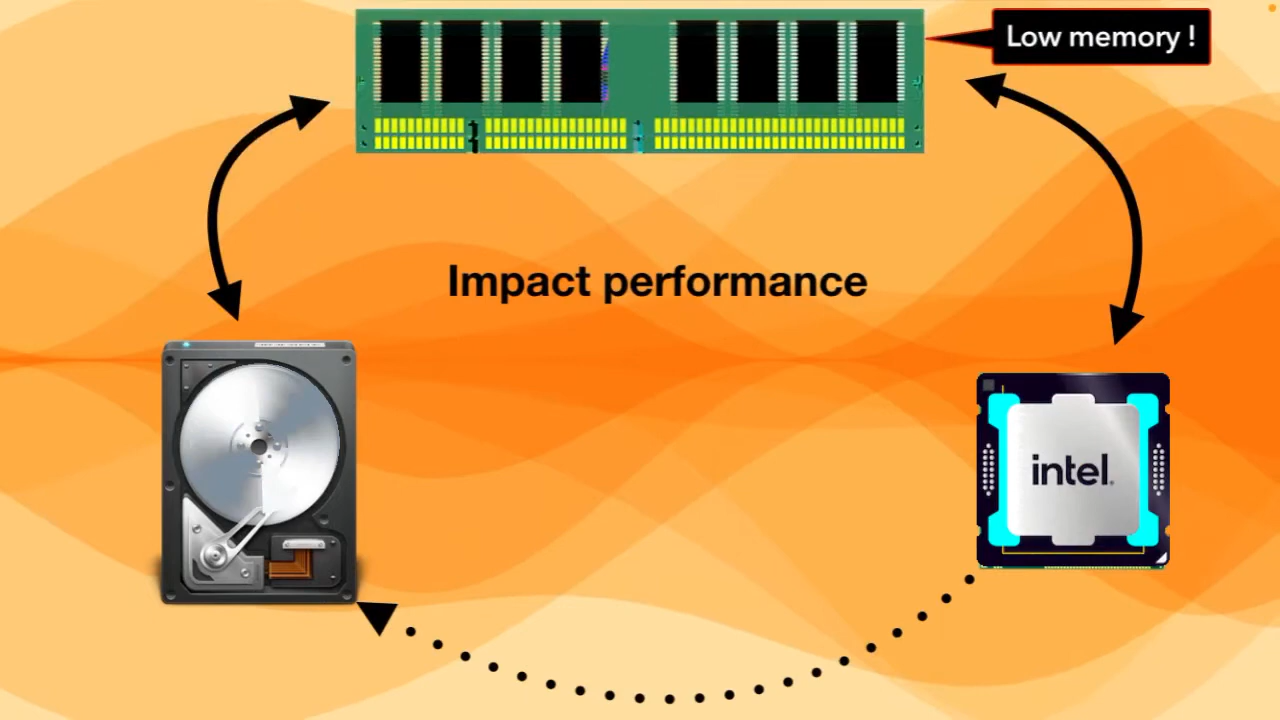 Low memory !
Impact performance
intel.